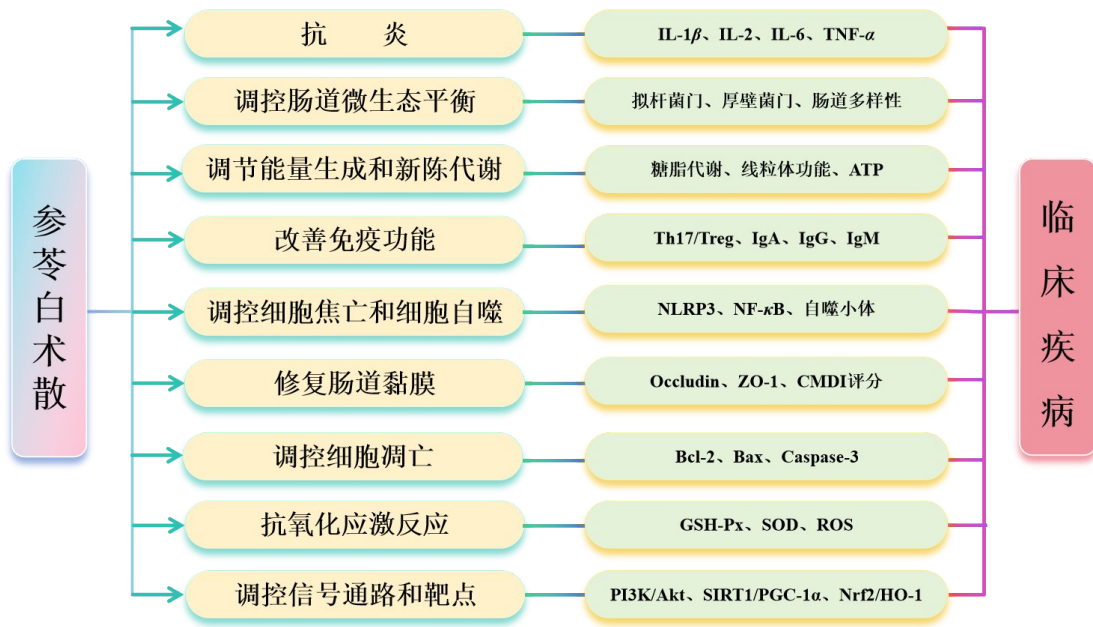 参苓白术散
抗 炎
IL-1β、IL-2、IL-6、TNF-α
调控肠道微生态平衡
拟杆菌门、厚壁菌门、肠道多样性
调节能量生成和新陈代谢
糖脂代谢、线粒体功能、ATP
改善免疫功能
Th17/Treg、IgA、IgG、IgM
调控细胞焦亡和细胞自噬
NLRP3、NF-κB、自噬小体
修复肠道黏膜
Occludin、ZO-1、CMDI评分
调控细胞凋亡
Bcl-2、Bax、Caspase-3
抗氧化应激反应
GSH-Px、SOD、ROS
调控信号通路和靶点
PI3K/Akt、SIRT1/PGC-1α、Nrf2/HO-1
临床疾病